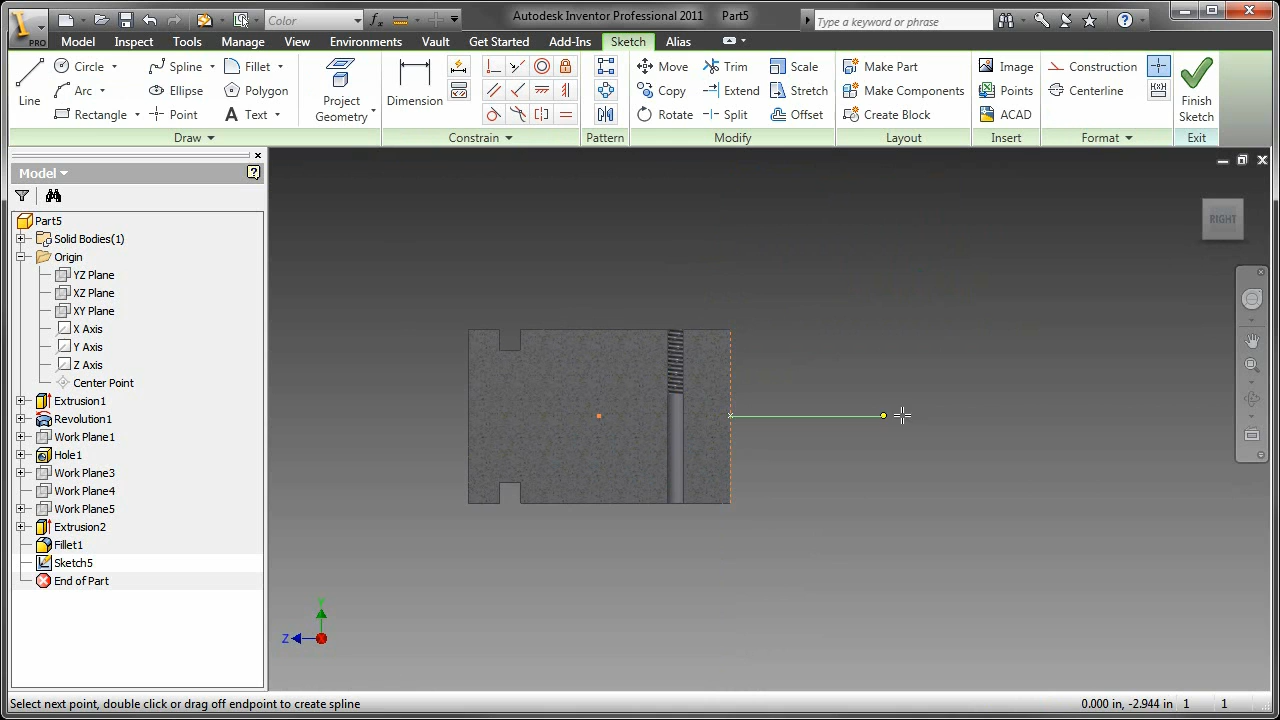 Color
Autodesk Inventor Professional 2011 Part5
Type a keyword or phrase
PRO
Model Inspect Tools Manage View Environments Vault Get Started Add-Ins Sketch Alias
Line
Circle
Arc
Rectangle
Spline
Ellipse
Point
Fillet
Polygon
Text
Project Geometry
Dimension
Move
Copy
Rotate
Trim
Extend
Split
Scale
Stretch
Offset
Make Part
Make Components
Create Block
Image
Points
ACAD
Construction
Centerline
Finish Sketch
Draw Constrain Pattern Modify Layout Insert Format Exit
Model
Part5
Solid Bodies(1)
Origin
YZ Plane
XZ Plane
XY Plane
X Axis
Y Axis
Z Axis
Center Point
Extrusion1
Revolution1
Work Plane1
Hole1
Work Plane3
Work Plane4
Work Plane5
Extrusion2
Fillet1
Sketch5
End of Part
RIGHT
Y
Z
Select next point, double click or drag off endpoint to create spline
0.000 in, -2.944 in 1 1